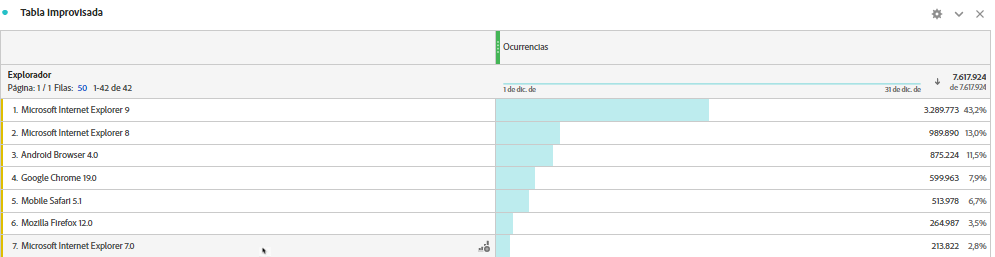 Tabla Improvisada
Ocurrencias
Explorador
Página: 1 / 1 Filas: 50 1-42 de 42
1 de dic. de
31 de dic. de
7.617.924
de 7.617.924
1. Microsoft Internet Explorer 9 3.289.773 43,2%
2. Microsoft Internet Explorer 8 989.890 13,0%
3. Android Browser 4.0 875.224 11,5%
4. Google Chrome 19.0 599.963 7,9%
5. Mobile Safari 5.1 513.978 6,7%
6. Mozilla Firefox 12.0 264.987 3,5%
7. Microsoft Internet Explorer 7.0 213.822 2,8%